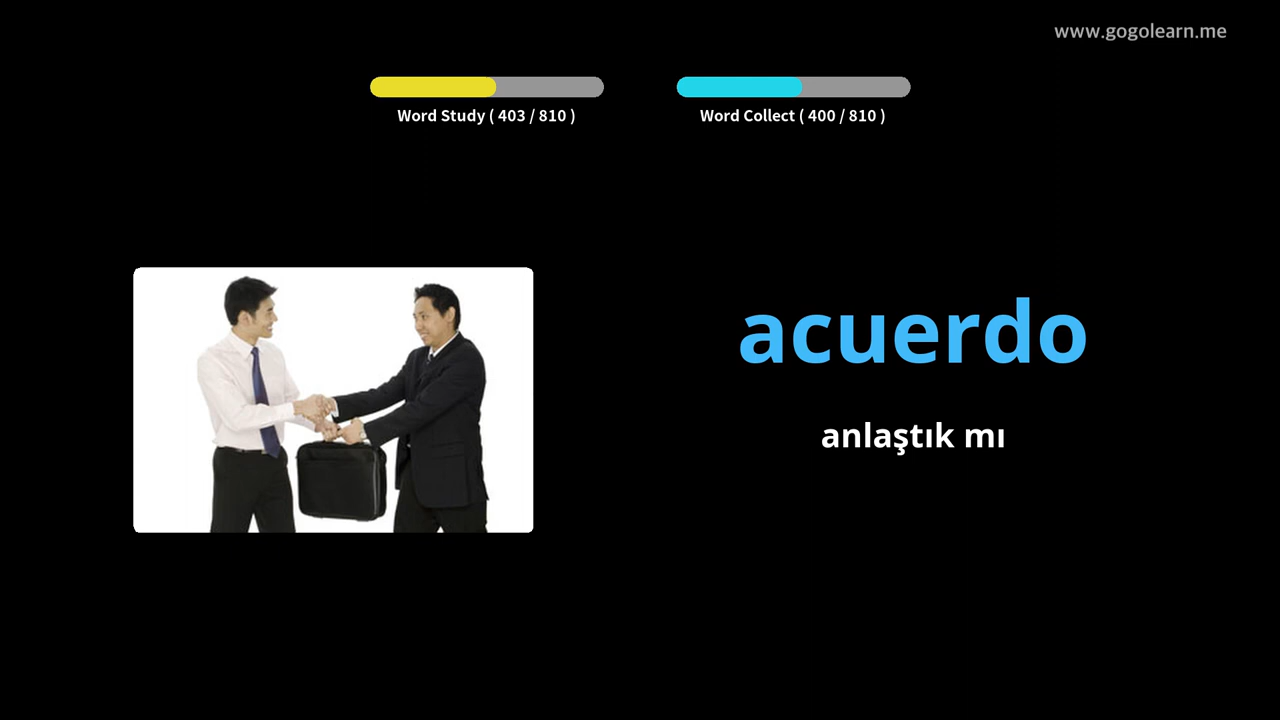 www.gogolearn.me
Word Study ( 403 / 810 )
Word Collect ( 400 / 810 )
acuerdo
anlaştık mı